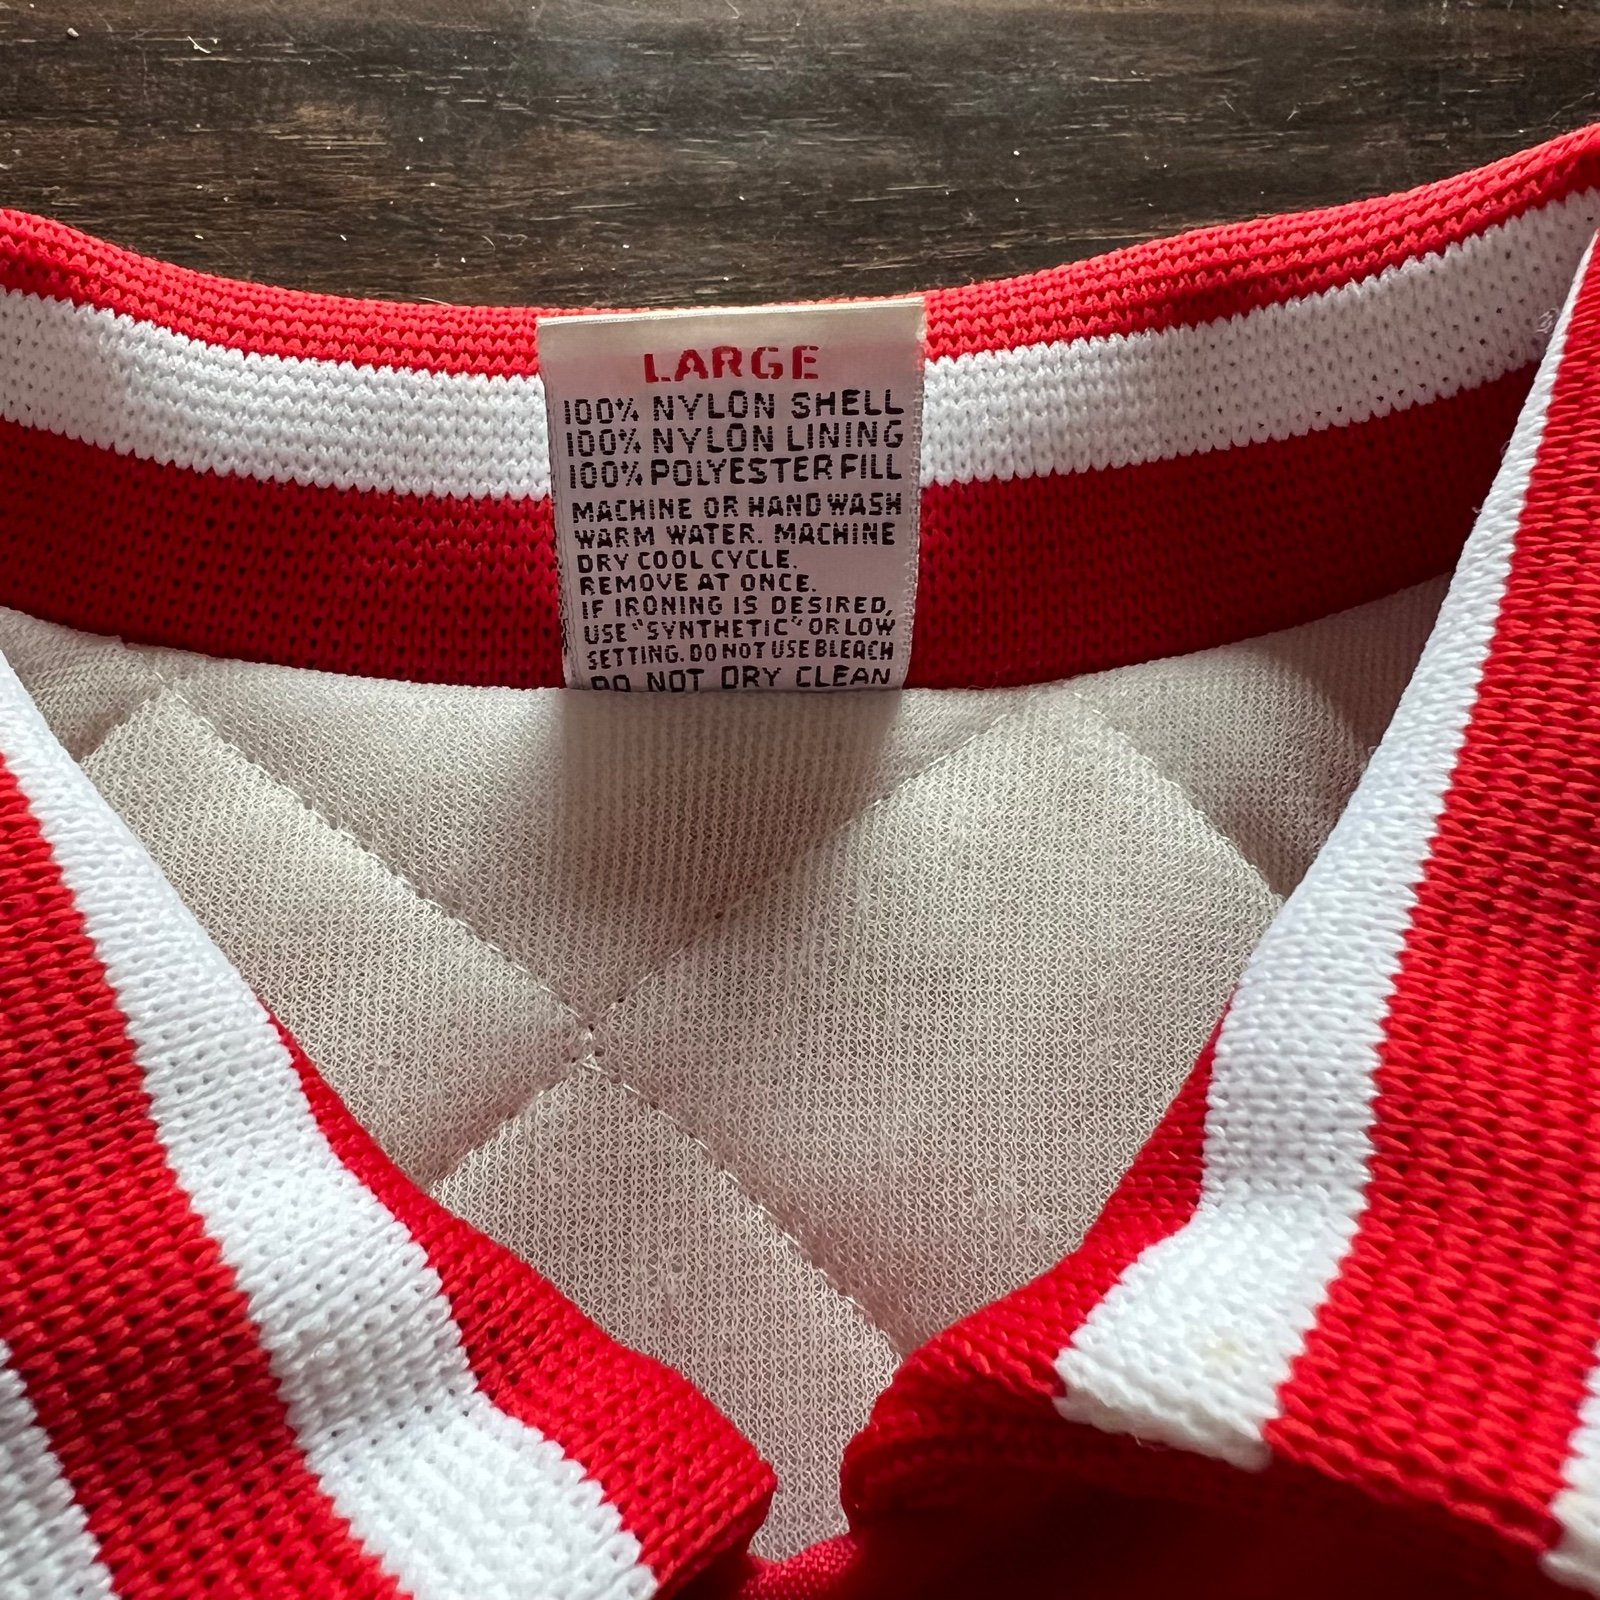 LARGE
100% NYLON SHELL
100% NYLON LINING
100% POLYESTER FILL
MACHINE OR HAND WASH
WARM WATER. MACHINE
DRY COOL CYCLE.
REMOVE AT ONCE.
IF IRONING IS DESIRED,
USE "SYNTHETIC" OR LOW
SETTING. DO NOT USE BLEACH
DO NOT DRY CLEAN